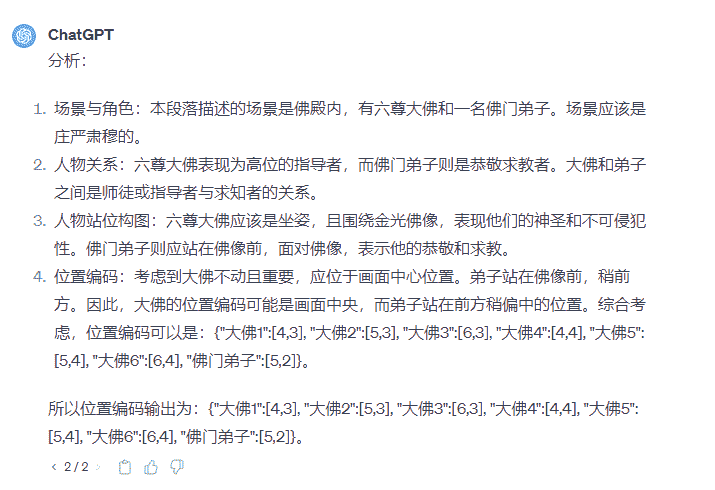 ChatGPT
分析：
1. 场景与角色：本段落描述的场景是佛殿内，有六尊大佛和一名佛门弟子。场景应该是
庄严肃穆的。
2. 人物关系：六尊大佛表现为高位的指导者，而佛门弟子则是恭敬求教者。大佛和弟子
之间是师徒或指导者与求知者的关系。
3. 人物站位构图：六尊大佛应该是坐姿，且围绕金光佛像，表现他们的神圣和不可侵犯
性。佛门弟子则应站在佛像前，面对佛像，表示他的恭敬和求教。
4. 位置编码：考虑到大佛不动且重要，应位于画面中心位置。弟子站在佛像前，稍前
方。因此，大佛的位置编码可能是画面中央，而弟子站在前方稍偏中的位置。综合考
虑，位置编码可以是：{"大佛1":[4,3], "大佛2":[5,3], "大佛3":[6,3], "大佛4":[4,4], "大佛5":
[5,4], "大佛6":[6,4], "佛门弟子":[5,2]}。
所以位置编码输出为：{"大佛1":[4,3], "大佛2":[5,3], "大佛3":[6,3], "大佛4":[4,4], "大佛5":
[5,4], "大佛6":[6,4], "佛门弟子":[5,2]}。
2 / 2